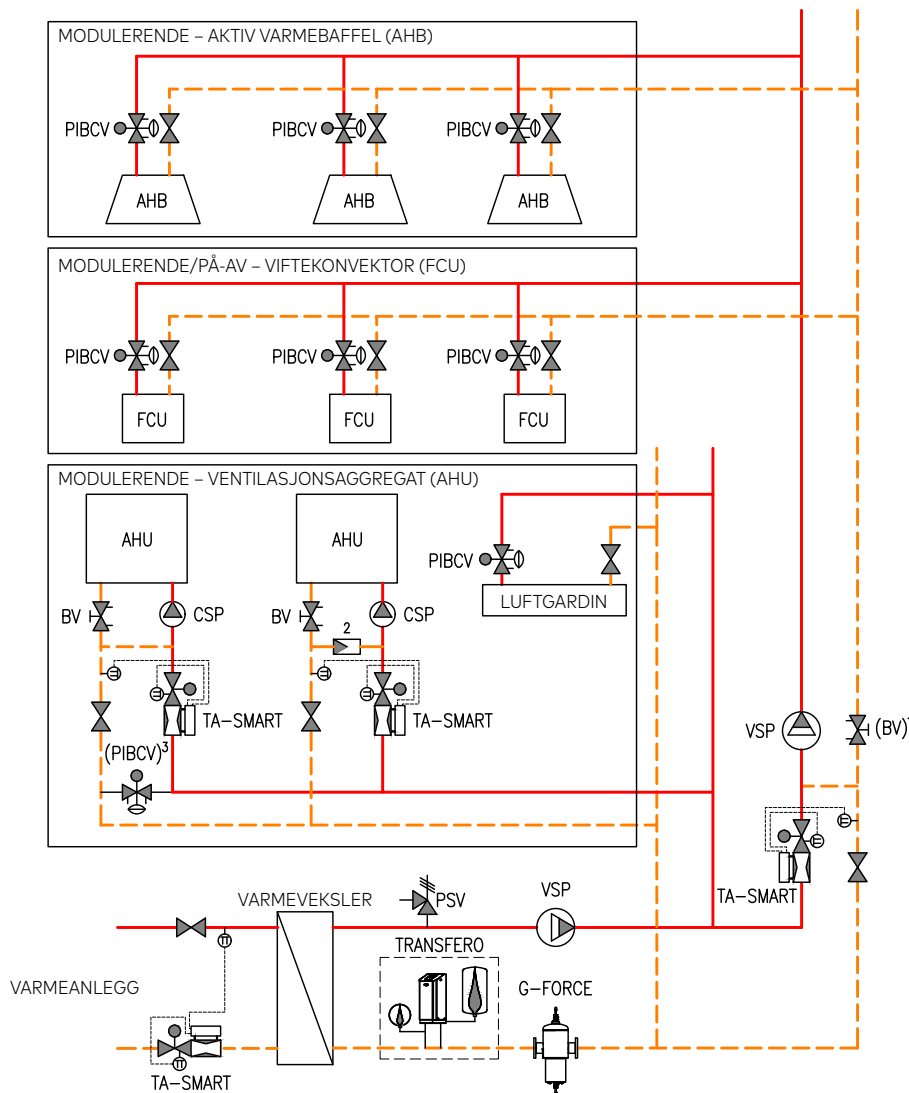 MODULERENDE – AKTIV VARMEBAFFEL (AHB)
PIBCV PIBCV PIBCV
AHB AHB AHB
MODULERENDE/PÅ-AV – VIFTEKONVEKTOR (FCU)
PIBCV PIBCV PIBCV
FCU FCU FCU
MODULERENDE – VENTILASJONSAGGREGAT (AHU)
AHU AHU
PIBCV
LUFTGARDIN
BV CSP BV CSP
2
TA-SMART TA-SMART
(PIBCV)³
VSP (BV)
TA-SMART
VARMEVEKSLER
PSV
VSP
TRANSFERO
G-FORCE
VARMEANLEGG
TA-SMART